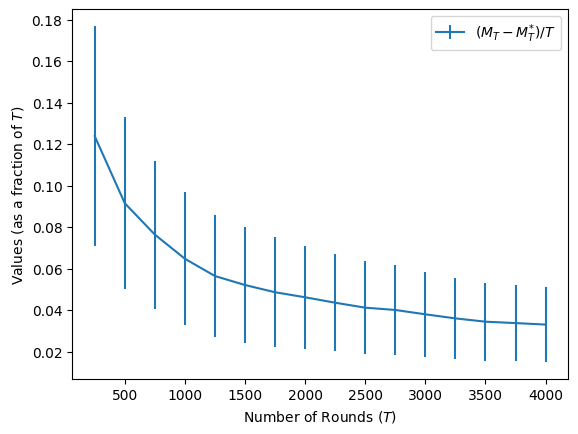 (M_T − M_T^*)/T
Values (as a fraction of T)
0.18
0.16
0.14
0.12
0.10
0.08
0.06
0.04
0.02
500 1000 1500 2000 2500 3000 3500 4000
Number of Rounds (T)